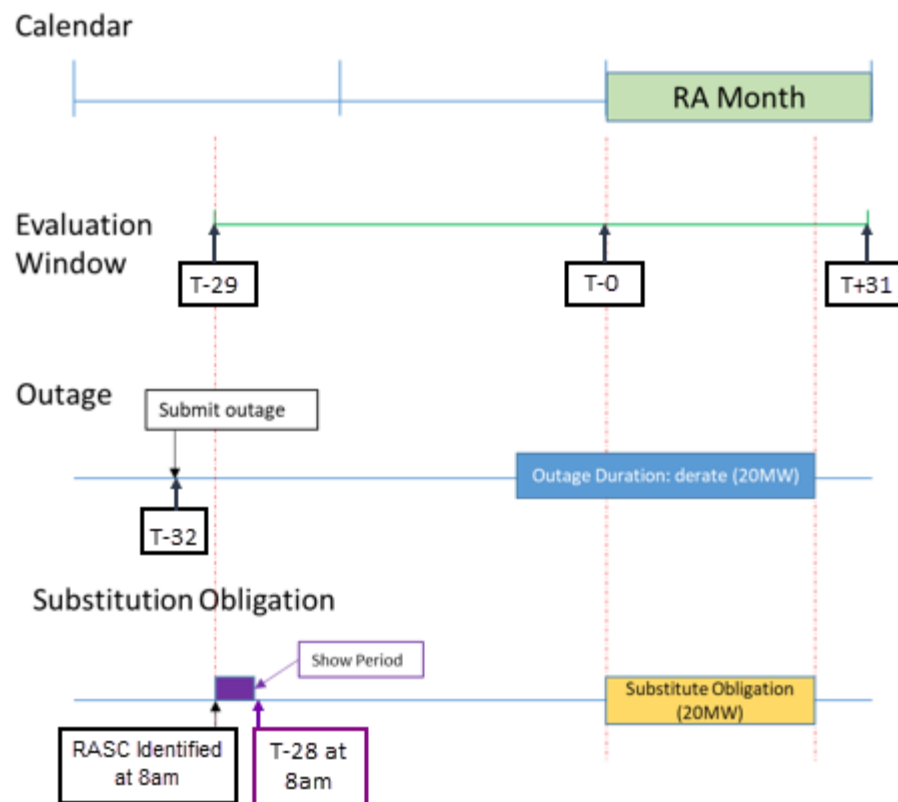 Calendar
RA Month
Evaluation
Window
T-29
T-0
T+31
Outage
Submit outage
Outage Duration: derate (20MW)
T-32
Substitution Obligation
Show Period
Substitute Obligation
(20MW)
RASC Identified
at 8am
T-28 at
8am